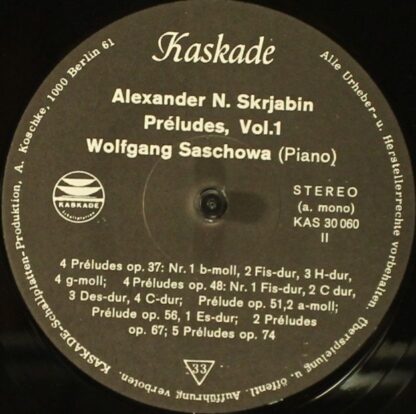 Kaskade
Alexander N. Skrjabin
Préludes, Vol.1
Wolfgang Saschowa (Piano)
KASKADE
Schallplatten
STEREO
(a. mono)
KAS 30 060
II
4 Préludes op. 37: Nr. 1 b-moll, 2 Fis-dur, 3 H-dur,
4 g-moll; 4 Préludes op. 48: Nr. 1 Fis-dur, 2 C dur,
3 Des-dur, 4 C-dur; Prélude op. 51,2 a-moll;
Prélude op. 56, 1 Es-dur; 2 Préludes
op. 67; 5 Préludes op. 74
33
KASKADE-Schallplatten-Produktion, A. Koschke, 1000 Berlin 61
Alle Urheber- u. Herstellerrechte vorbehalten. Überspielung u. öffentl. Aufführung verboten.